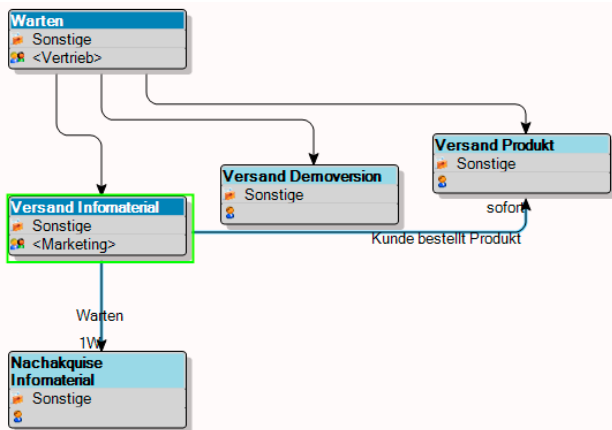 Warten
Sonstige
<Vertrieb>
Versand Produkt
Sonstige
Versand Demoversion
Sonstige
Versand Infomaterial
Sonstige
<Marketing>
sofort
Kunde bestellt Produkt
Warten
1W
Nachakquise
Infomaterial
Sonstige